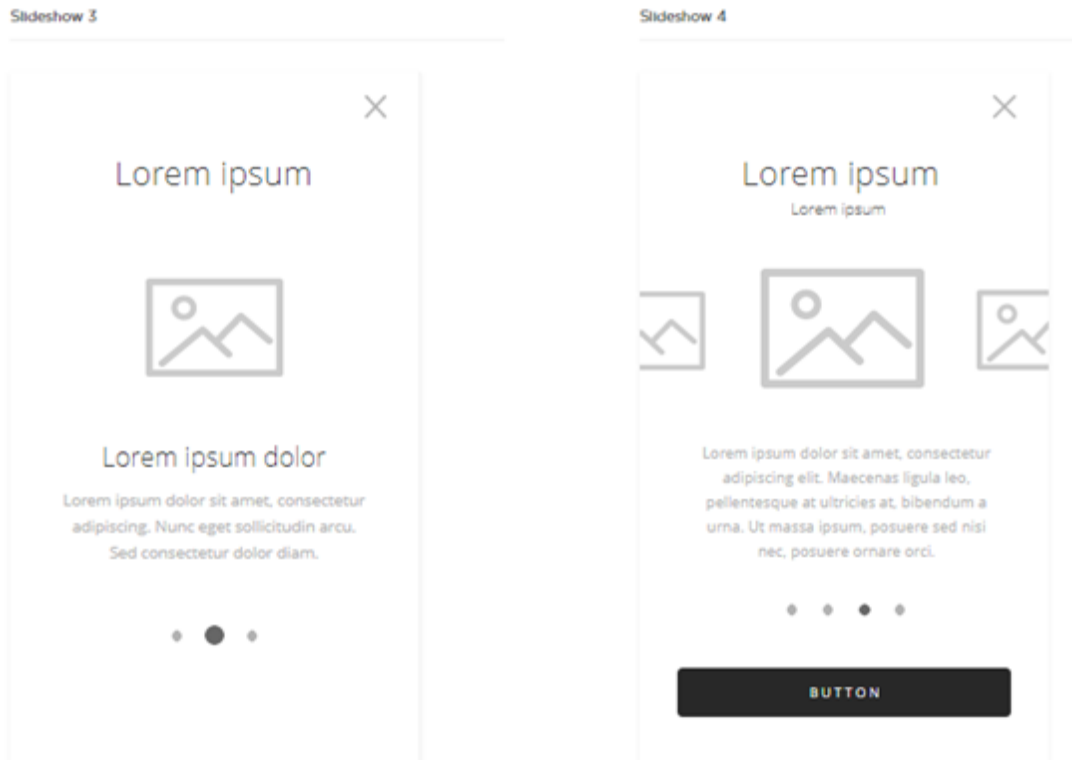 Slideshow 3
Lorem ipsum
Lorem ipsum dolor
Lorem ipsum dolor sit amet, consectetur
adipiscing. Nunc eget sollicitudin arcu.
Sed consectetur dolor diam.
Slideshow 4
Lorem ipsum
Lorem ipsum
Lorem ipsum dolor sit amet, consectetur
adipiscing elit. Maecenas ligula leo,
pellentesque at ultricies at, bibendum a
urna. Ut massa ipsum, posuere sed nisi
nec, posuere ornare orci.
BUTTON